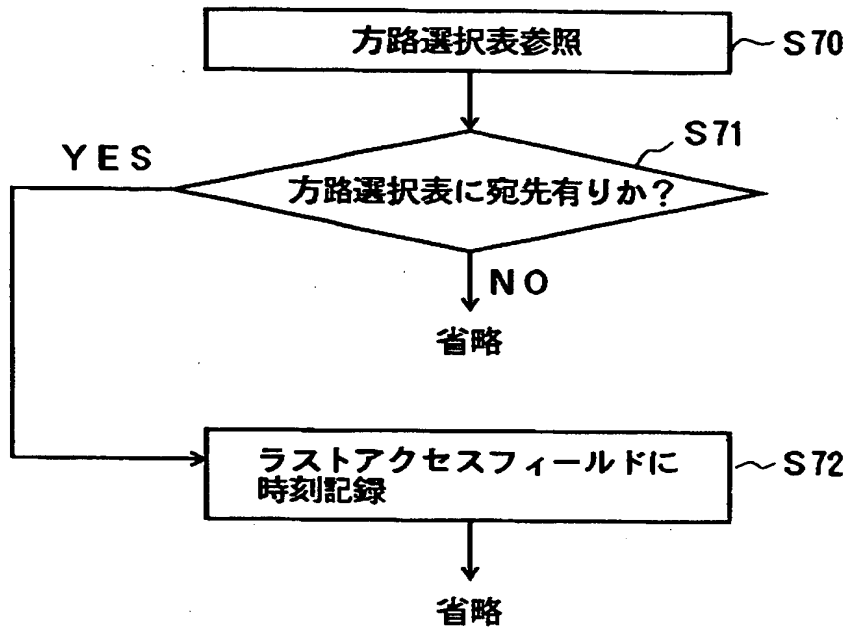 方路選択表参照
S70
S71
YES
方路選択表に宛先有りか？
NO
省略
ラストアクセスフィールドに
時刻記録
S72
省略